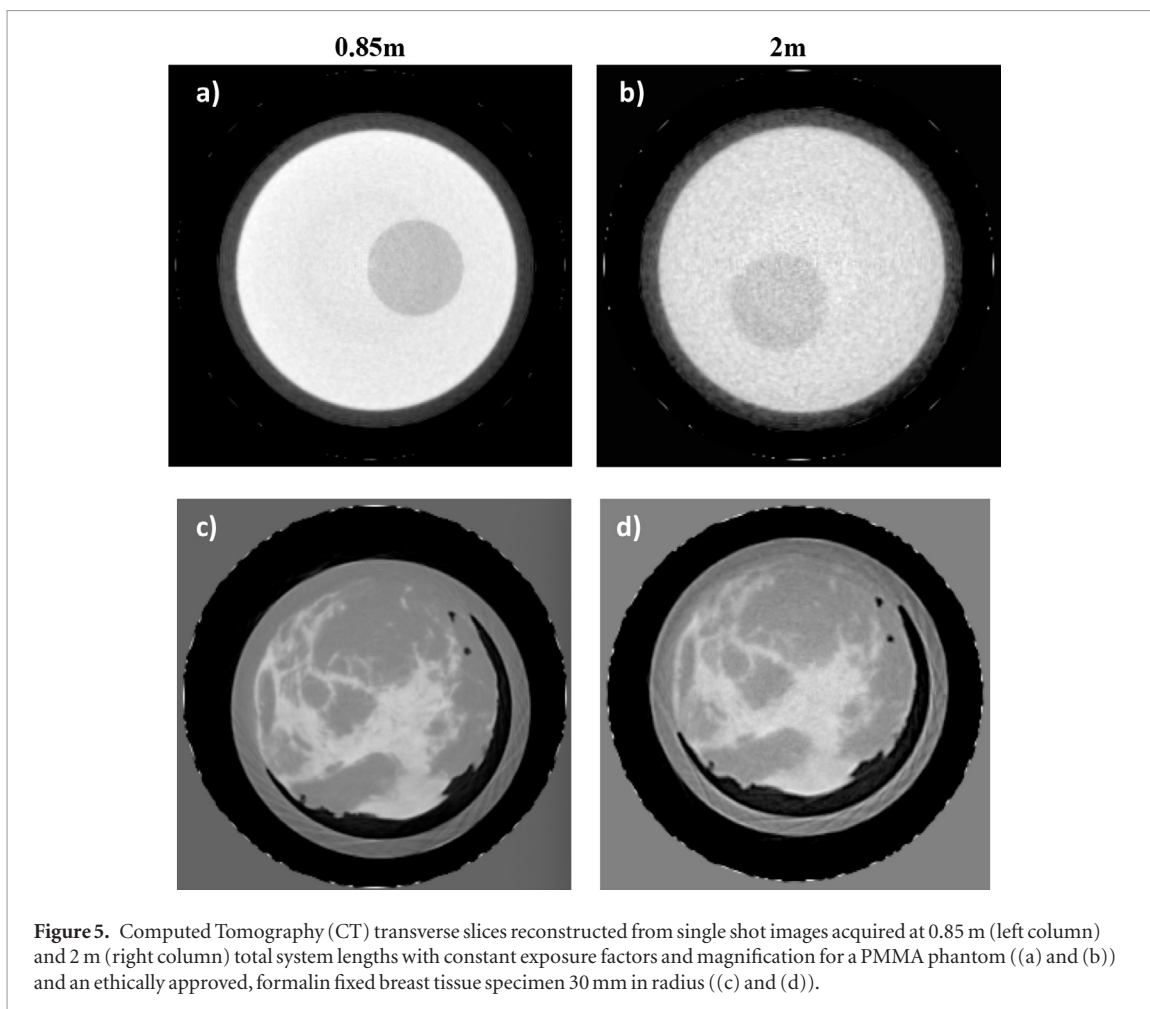 0.85m 2m
a) b)
c) d)
Figure 5. Computed Tomography (CT) transverse slices reconstructed from single shot images acquired at 0.85 m (left column)
and 2 m (right column) total system lengths with constant exposure factors and magnification for a PMMA phantom ((a) and (b))
and an ethically approved, formalin fixed breast tissue specimen 30 mm in radius ((c) and (d)).